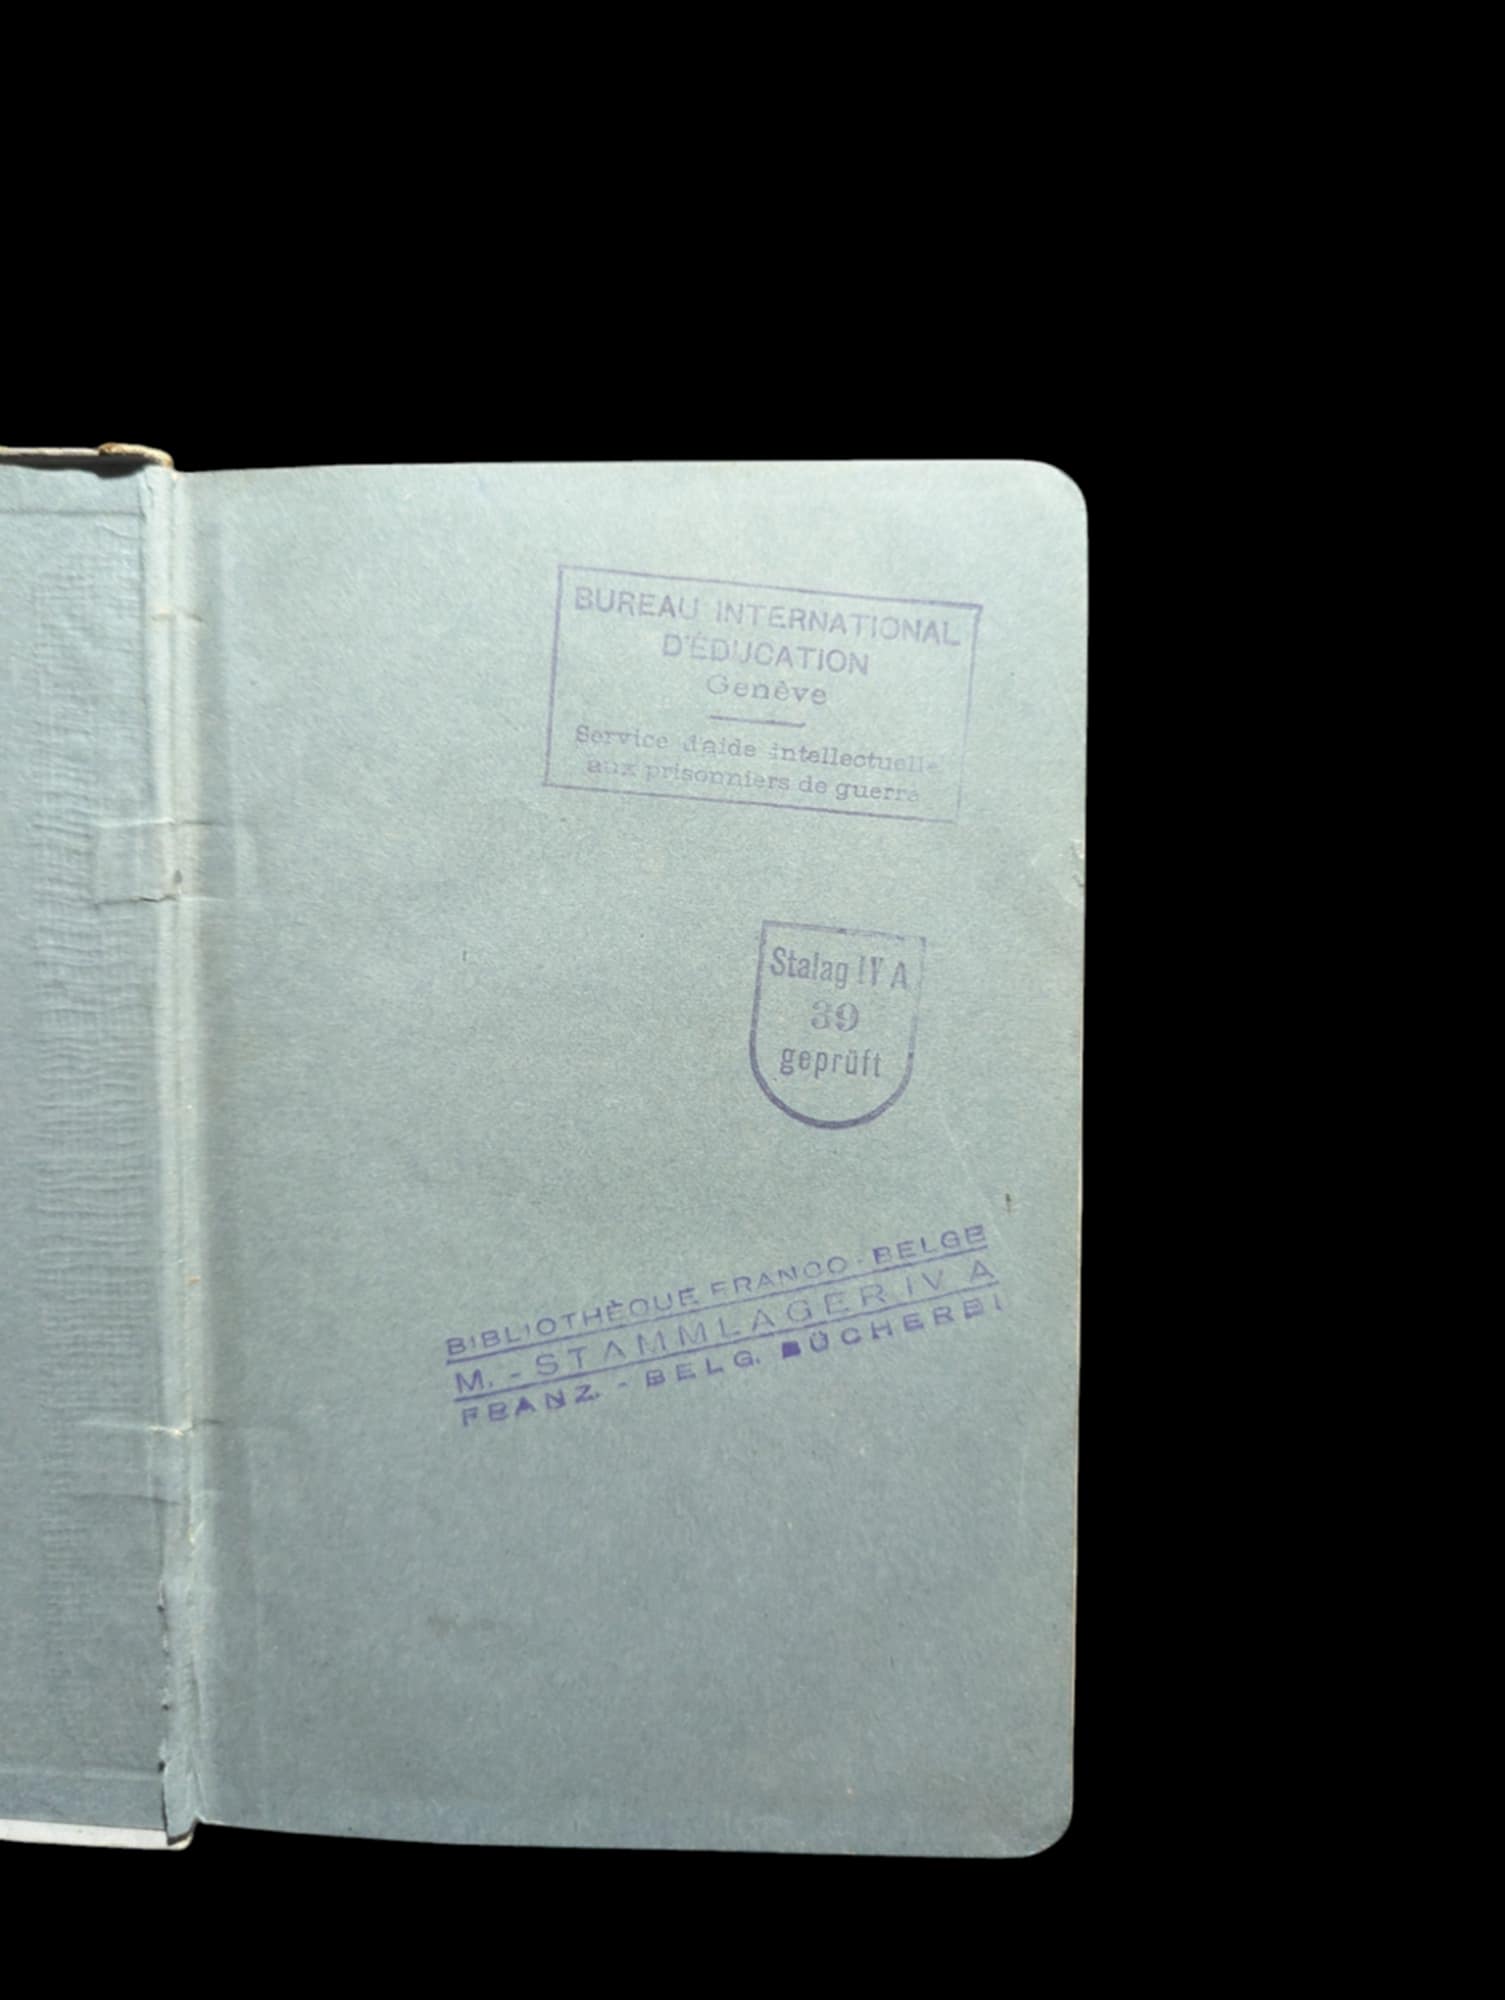 BUREAU INTERNATIONAL
D'ÉDUCATION
Genève
Service d'aide intellectuelle
aux prisonniers de guerre
Stalag IV A
39
geprüft
BIBLIOTHÈQUE FRANCO-BELGE
M.-STAMMLAGER IV A
FRANZ.-BELG. BÜCHEREI